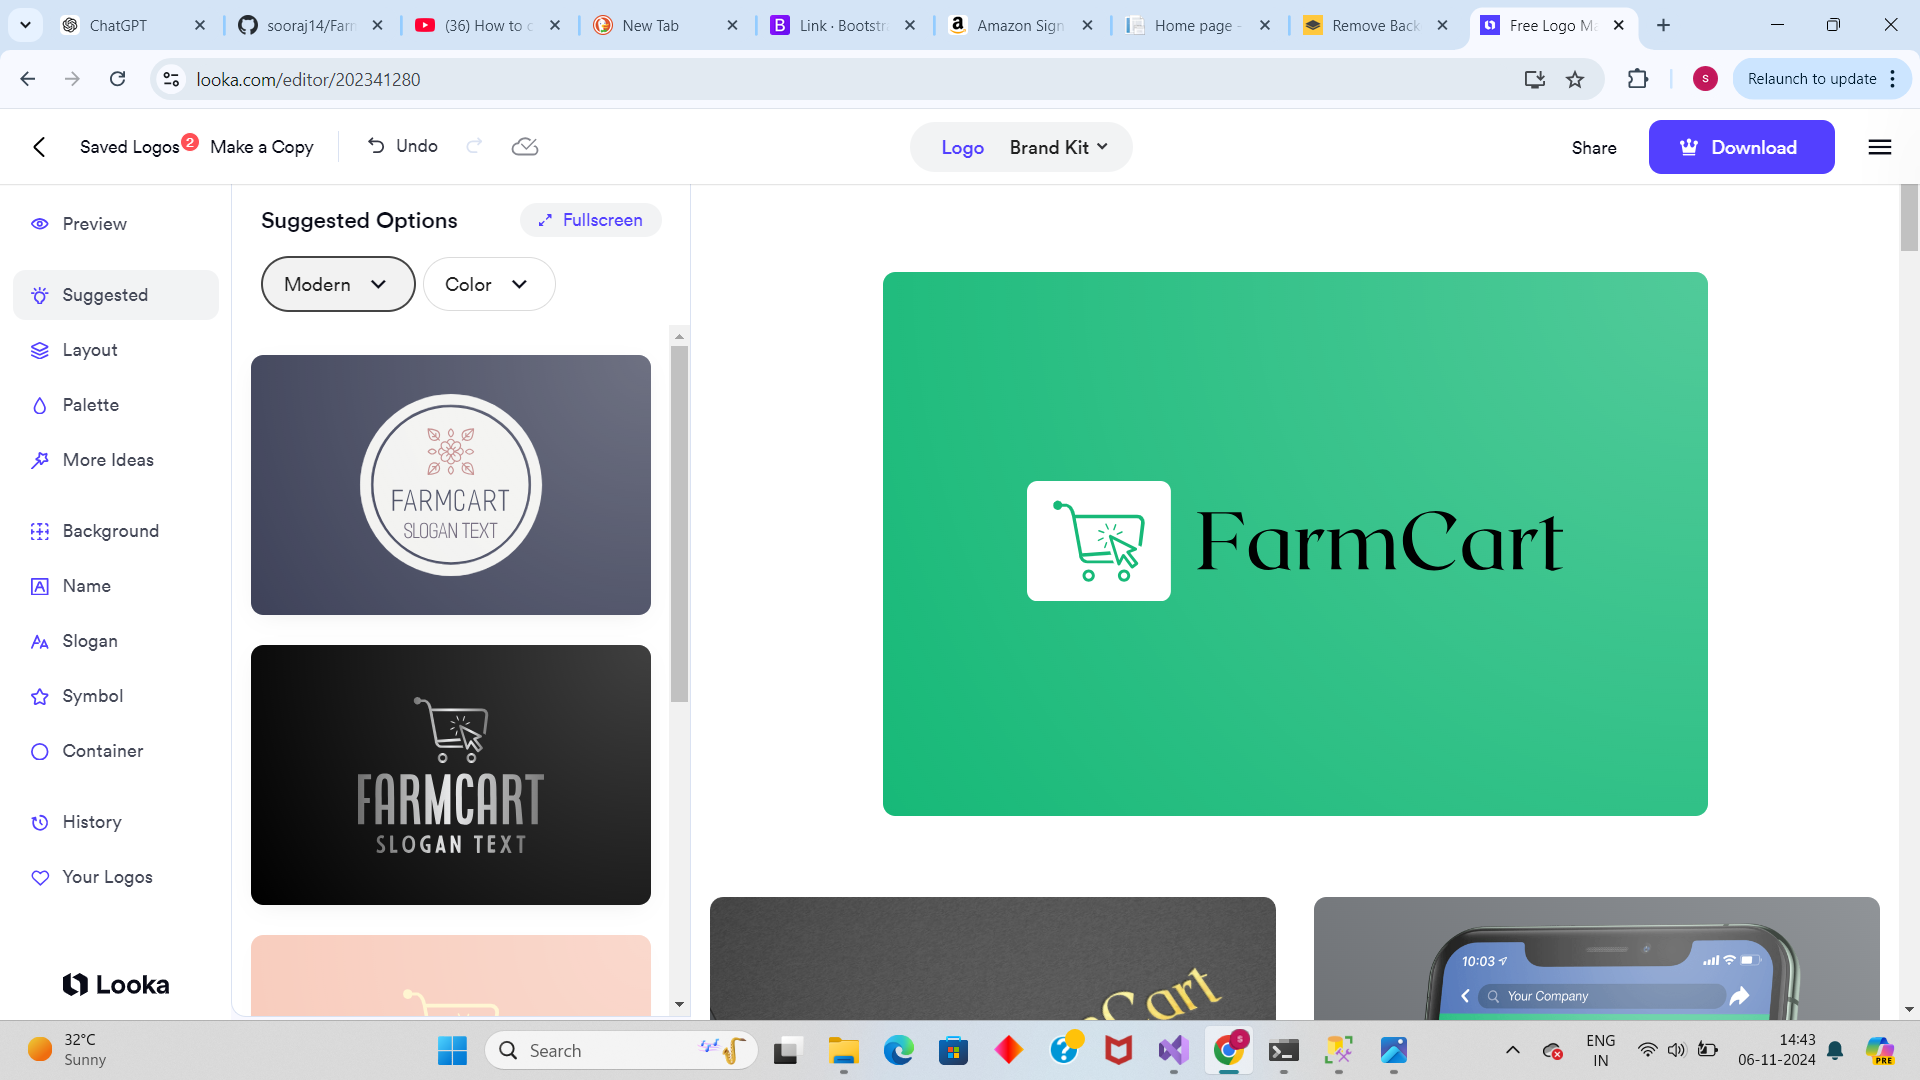 ChatGPT
sooraj14/Farm
(36) How to c
New Tab
Link · Bootstra
Amazon Sign
Home page -
Remove Back
Free Logo Ma
looka.com/editor/202341280
S
Relaunch to update
Saved Logos 2
Make a Copy
Undo
Logo
Brand Kit
Share
Download
Preview
Suggested
Layout
Palette
More Ideas
Background
Name
Slogan
Symbol
Container
History
Your Logos
Looka
Suggested Options
Fullscreen
Modern
Color
FARMCART
SLOGAN TEXT
FARMCART
SLOGAN TEXT
FarmCart
Cart
10:03
Your Company
32°C
Sunny
Search
ENG
IN
14:43
06-11-2024
PRE